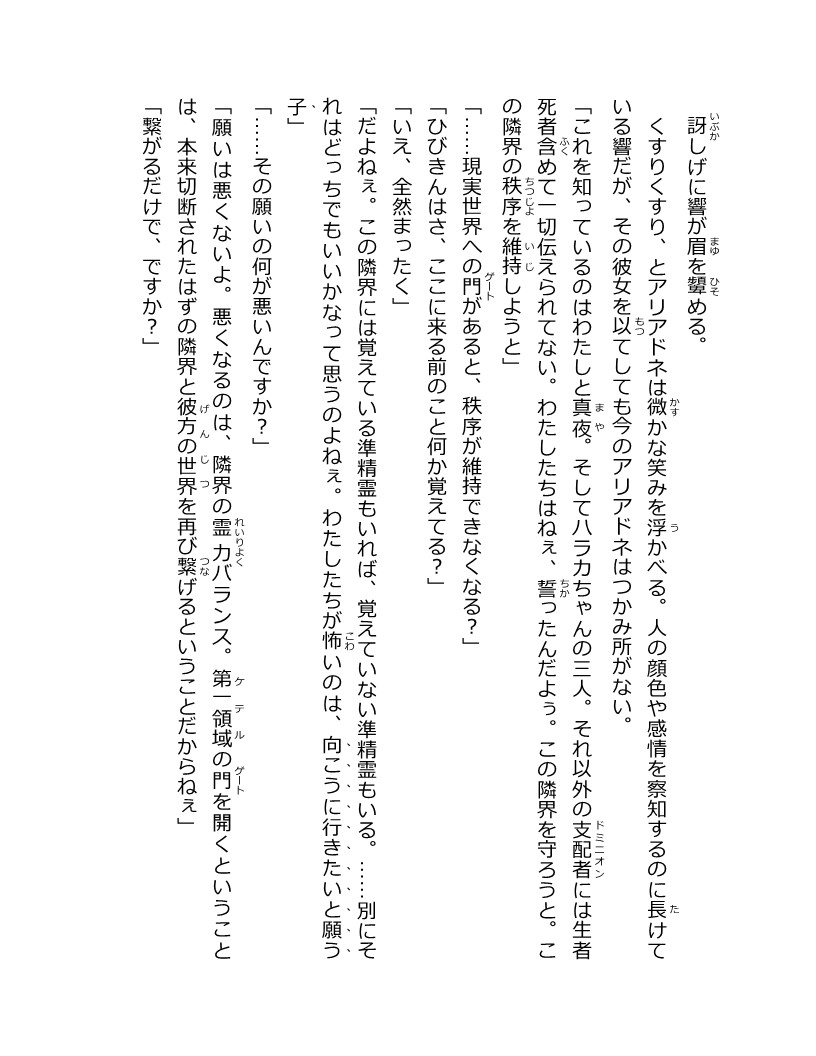 訝しげに響が眉を顰める。
くすりくすり、とアリアドネは微かな笑みを浮かべる。人の顔色や感情を察知するのに長けて
いる響だが、その彼女を以てしても今のアリアドネはつかみ所がない。
「これを知っているのはわたしと真夜。そしてハラカちゃんの三人。それ以外の支配者には生者
死者含めて一切伝えられてない。わたしたちはねぇ、誓ったんだよぅ。この隣界を守ろうと。こ
の隣界の秩序を維持しようと」
「……現実世界への門があると、秩序が維持できなくなる？」
「ひびきんはさ、ここに来る前のこと何か覚えてる？」
「いえ、全然まったく」
「だよねぇ。この隣界には覚えている準精霊もいれば、覚えていない準精霊もいる。……別にそ
れはどっちでもいいかなって思うのよねぇ。わたしたちが怖いのは、向こうに行きたいと願う
子」
「……その願いの何が悪いんですか？」
「願いは悪くないよ。悪くなるのは、隣界の霊力バランス。第一領域の門を開くということ
は、本来切断されたはずの隣界と彼方の世界を再び繋げるということだからねぇ」
「繋がるだけで、ですか？」